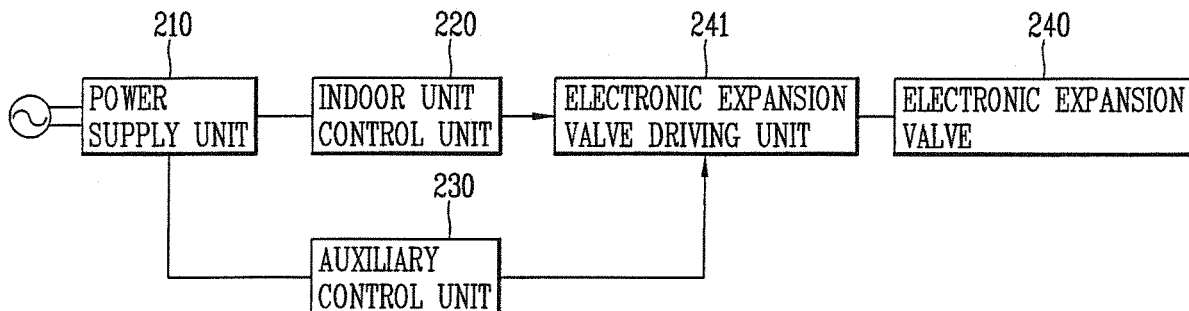 210
220
241
240
POWER
SUPPLY UNIT
INDOOR UNIT
CONTROL UNIT
ELECTRONIC EXPANSION
VALVE DRIVING UNIT
ELECTRONIC EXPANSION
VALVE
230
AUXILIARY
CONTROL UNIT